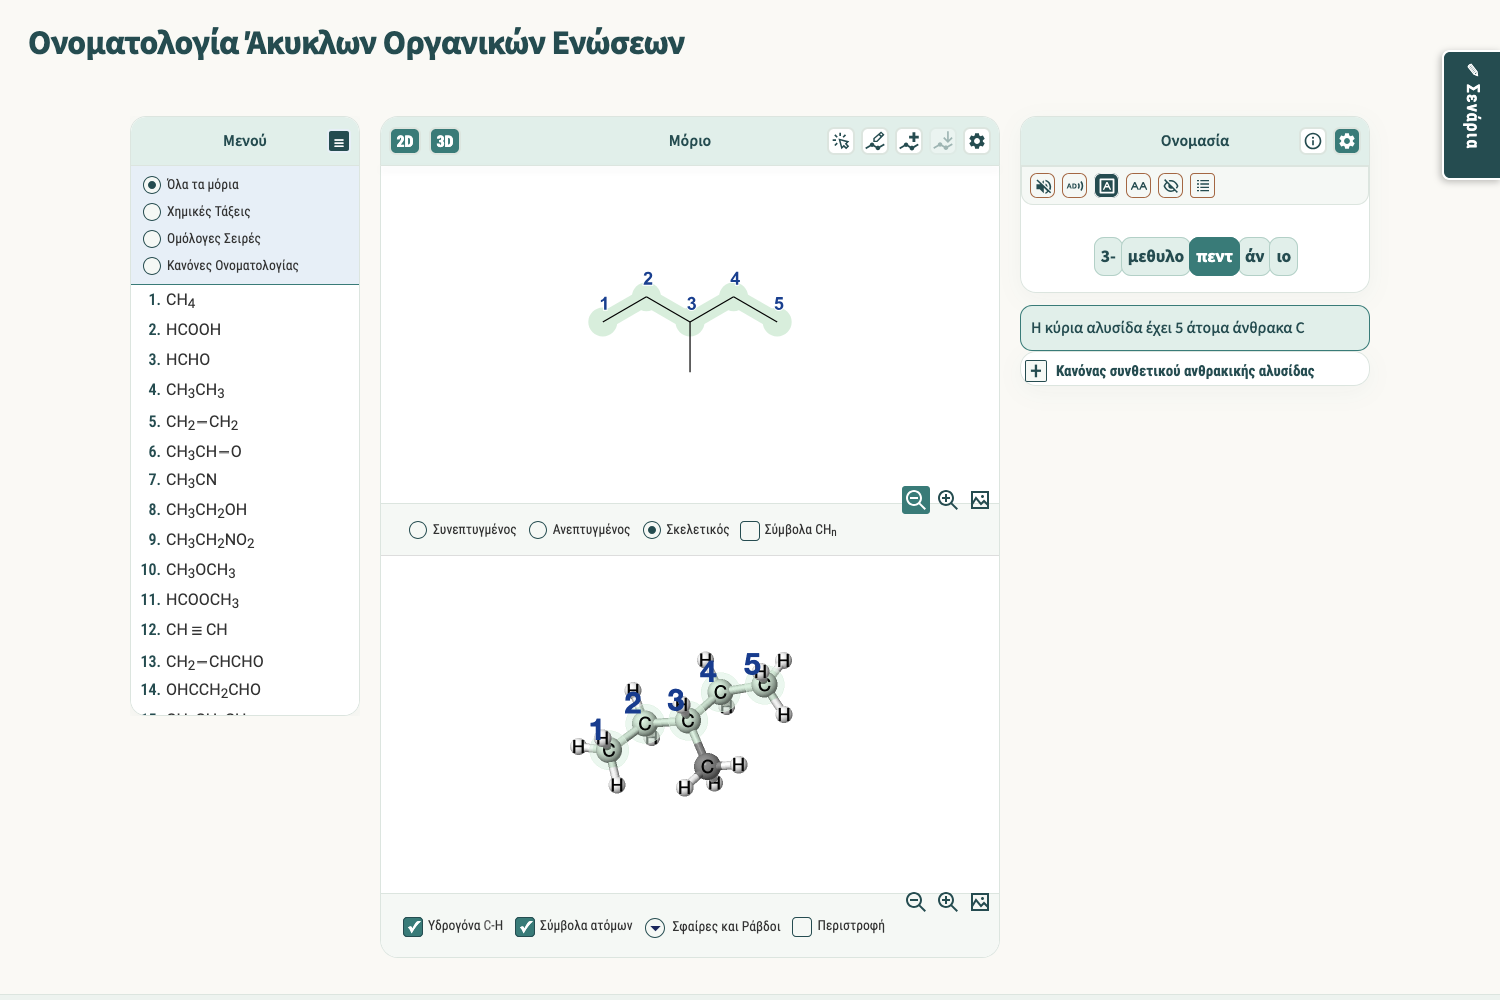 Ονοματολογία Άκυκλων Οργανικών Ενώσεων
Σενάρια
Μενού
Όλα τα μόρια
Χημικές Τάξεις
Ομόλογες Σειρές
Κανόνες Ονοματολογίας
1. CH4
2. HCOOH
3. HCHO
4. CH3CH3
5. CH2=CH2
6. CH3CH=O
7. CH3CN
8. CH3CH2OH
9. CH3CH2NO2
10. CH3OCH3
11. HCOOCH3
12. CH≡CH
13. CH2=CHCHO
14. OHCCH2CHO
2D 3D Μόριο
1 2 3 4 5
Συνεπτυγμένος Ανεπτυγμένος Σκελετικός Σύμβολα CHn
1 2 3 4 5
C C C C C C
H H H H H H H H H H H H H H
Υδρογόνα C-H Σύμβολα ατόμων Σφαίρες και Ράβδοι Περιστροφή
Ονομασία
AD A AA
3- μεθυλο πεντ άν ιο
Η κύρια αλυσίδα έχει 5 άτομα άνθρακα C
Κανόνας συνθετικού ανθρακικής αλυσίδας